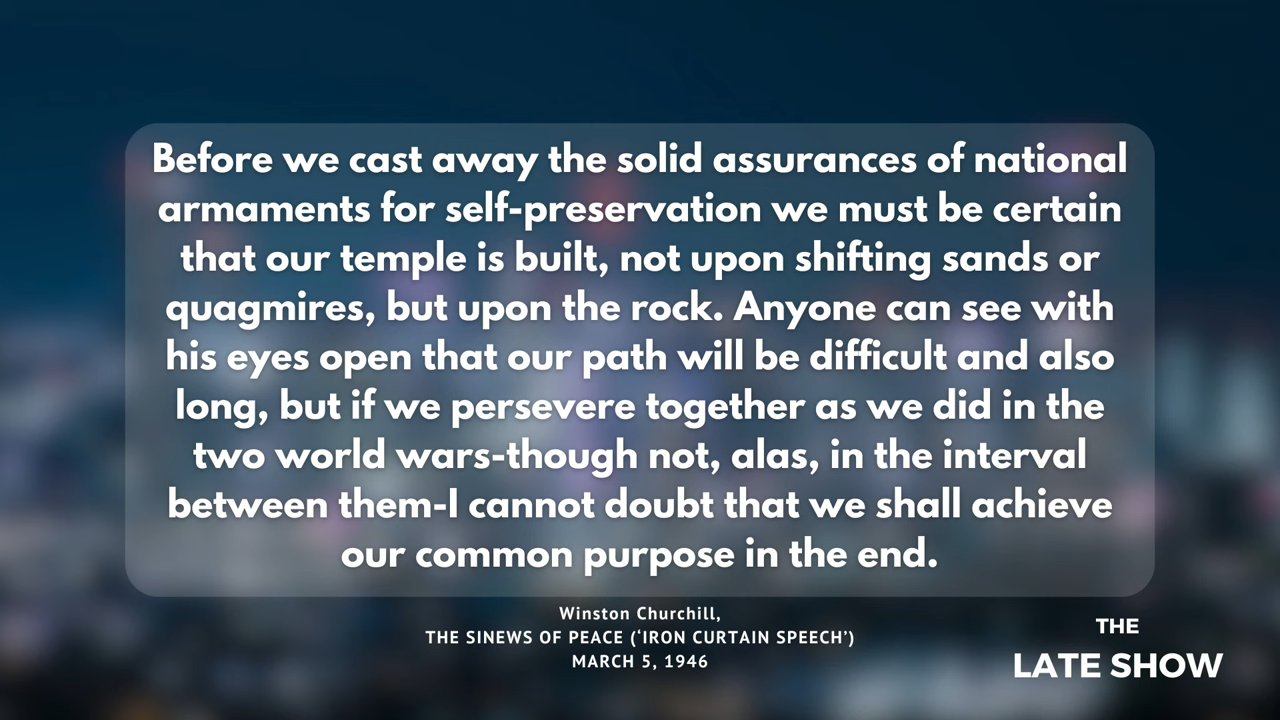 Before we cast away the solid assurances of national
armaments for self-preservation we must be certain
that our temple is built, not upon shifting sands or
quagmires, but upon the rock. Anyone can see with
his eyes open that our path will be difficult and also
long, but if we persevere together as we did in the
two world wars-though not, alas, in the interval
between them-I cannot doubt that we shall achieve
our common purpose in the end.
Winston Churchill,
THE SINEWS OF PEACE (‘IRON CURTAIN SPEECH’)
MARCH 5, 1946
THE
LATE SHOW